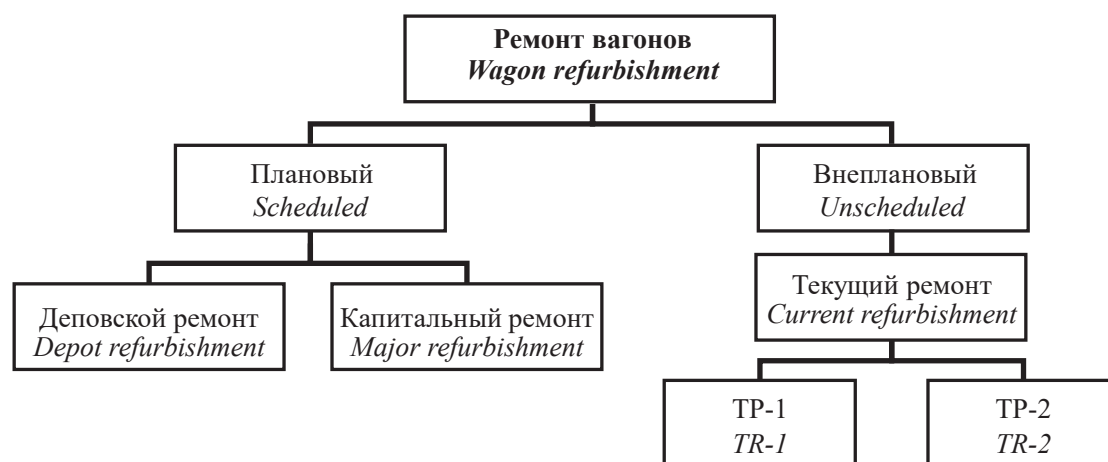 Ремонт вагонов
Wagon refurbishment
Плановый
Scheduled
Внеплановый
Unscheduled
Деповской ремонт
Depot refurbishment
Капитальный ремонт
Major refurbishment
Текущий ремонт
Current refurbishment
ТР-1
TR-1
ТР-2
TR-2